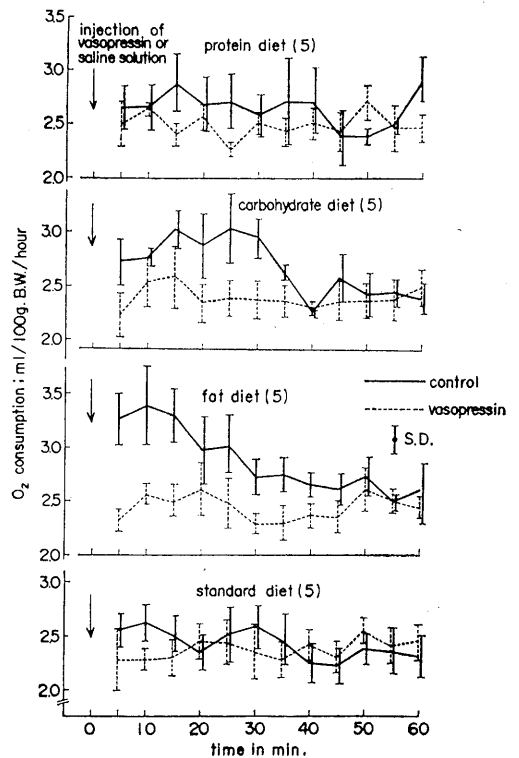 injection of
vasopressin or
saline solution
protein diet (5)
3.5
3.0
2.5
2.0
carbohydrate diet (5)
3.0
2.5
2.0
fat diet (5)
control
vasopressin
S.D.
3.5
3.0
2.5
2.0
standard diet (5)
3.0
2.5
2.0
O₂ consumption; ml/100g. B.W./hour
0 10 20 30 40 50 60
time in min.